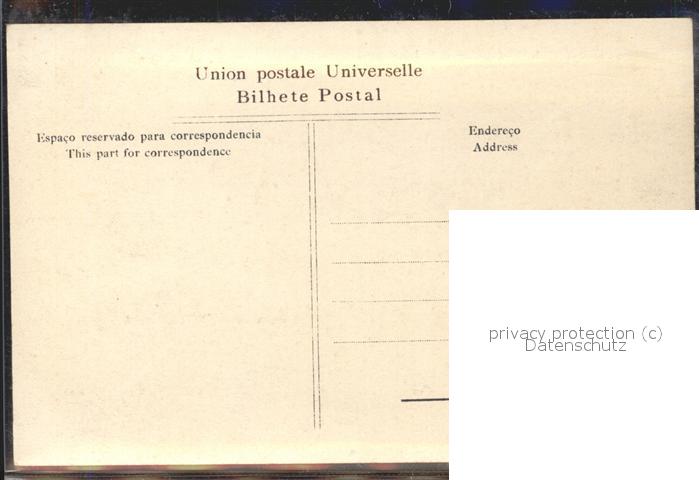 Union postale Universelle
Bilhete Postal
Espaço reservado para correspondencia
This part for correspondence
Endereço
Address
privacy protection (c)
Datenschutz